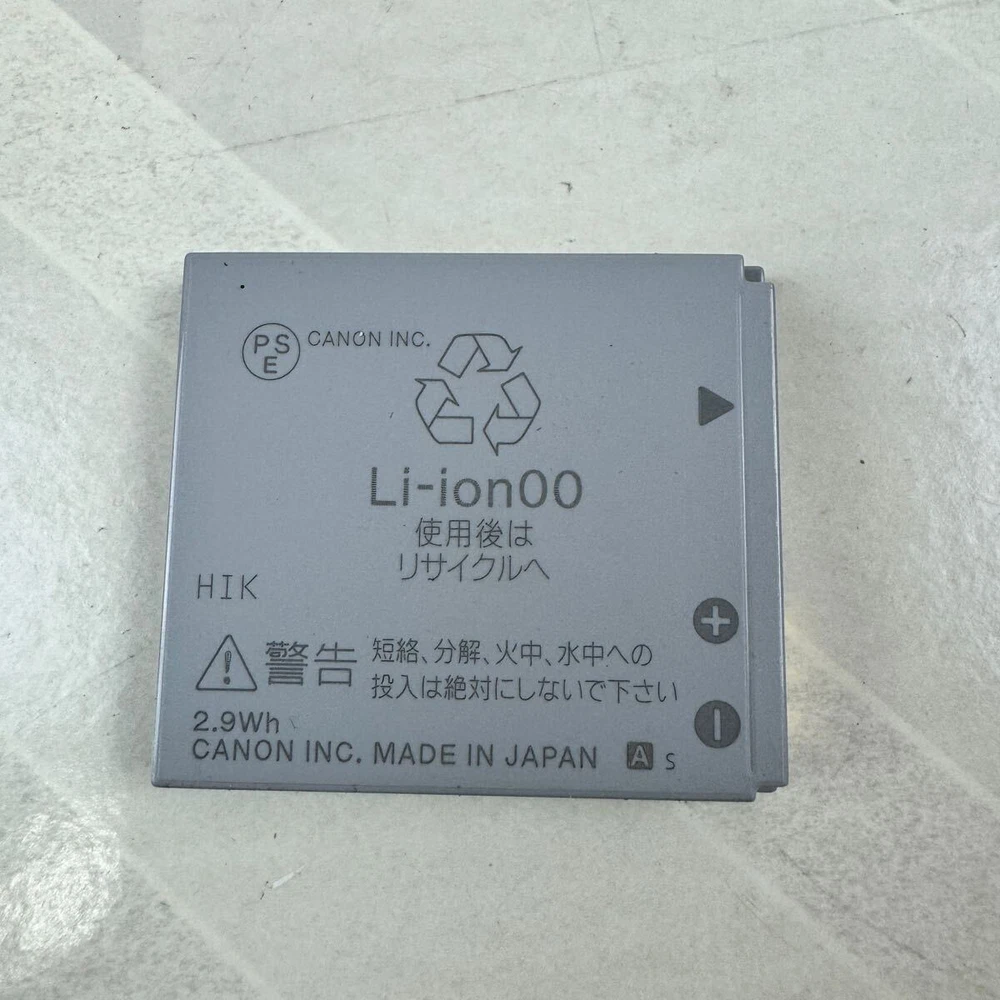 PSE CANON INC.
Li-ion00
使用後は
リサイクルへ
HIK
警告 短絡、分解、火中、水中への
投入は絶対にしないで下さい
2.9Wh
CANON INC. MADE IN JAPAN A S